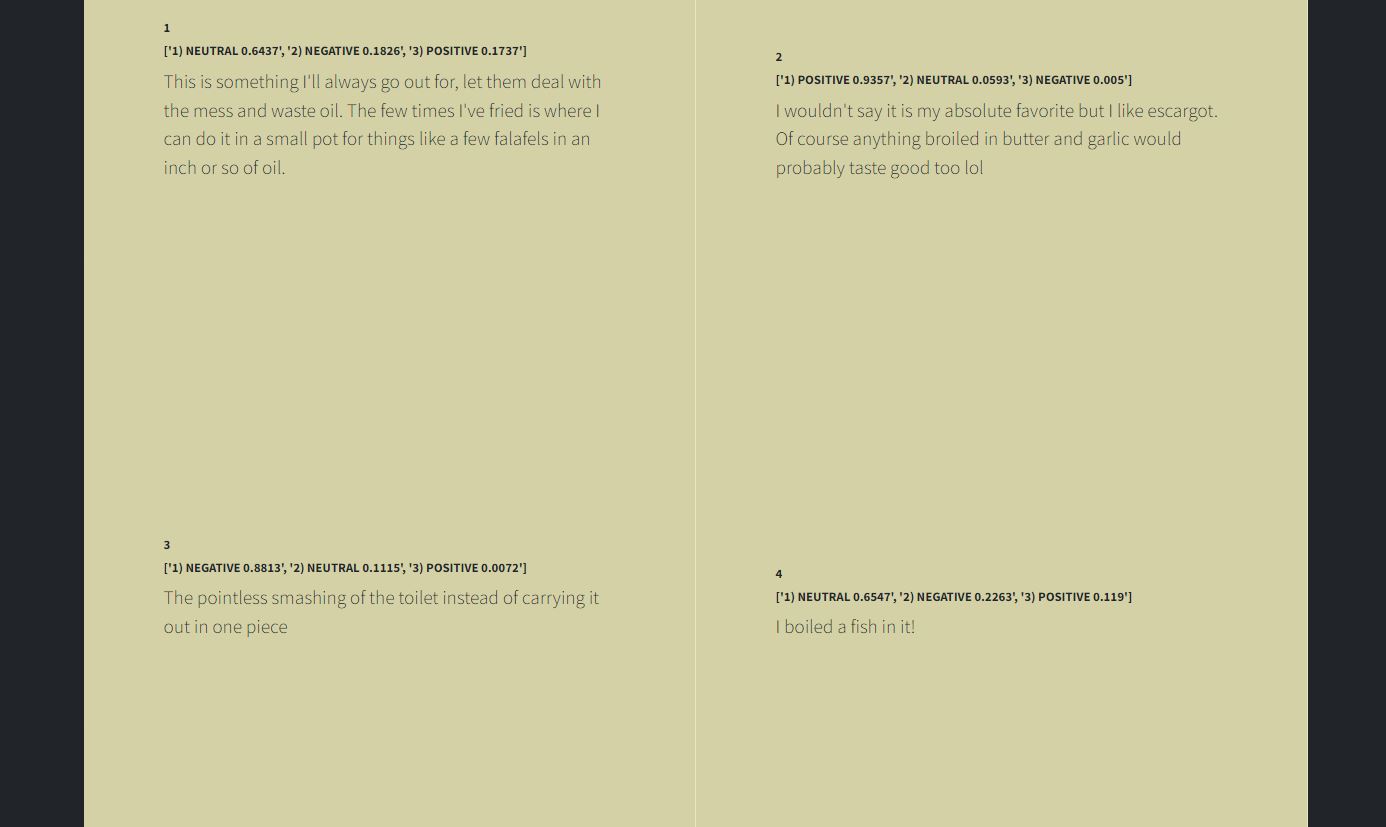 1
['1) NEUTRAL 0.6437', '2) NEGATIVE 0.1826', '3) POSITIVE 0.1737']
This is something I'll always go out for, let them deal with
the mess and waste oil. The few times I've fried is where I
can do it in a small pot for things like a few falafels in an
inch or so of oil.
2
['1) POSITIVE 0.9357', '2) NEUTRAL 0.0593', '3) NEGATIVE 0.005']
I wouldn't say it is my absolute favorite but I like escargot.
Of course anything broiled in butter and garlic would
probably taste good too lol
3
['1) NEGATIVE 0.8813', '2) NEUTRAL 0.1115', '3) POSITIVE 0.0072']
The pointless smashing of the toilet instead of carrying it
out in one piece
4
['1) NEUTRAL 0.6547', '2) NEGATIVE 0.2263', '3) POSITIVE 0.119']
I boiled a fish in it!